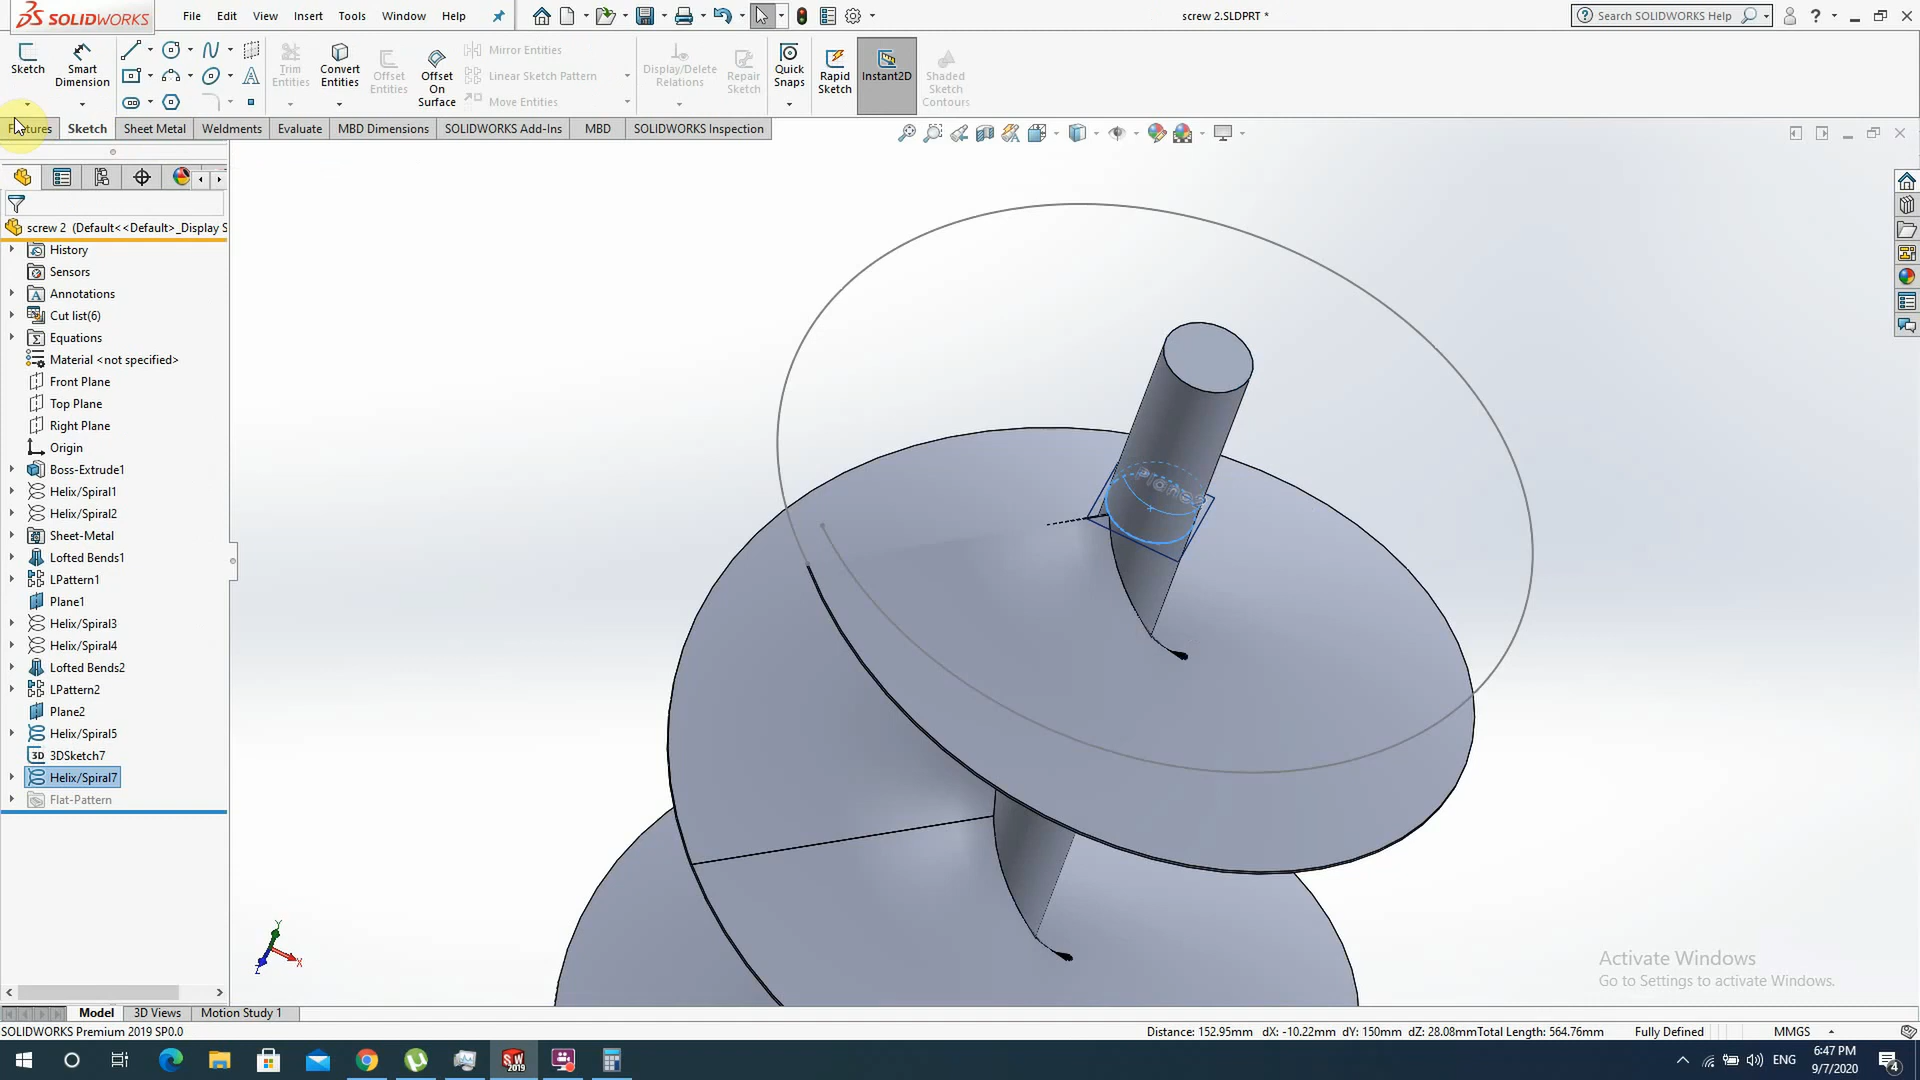 SOLIDWORKS
File Edit View Insert Tools Window Help
screw 2.SLDPRT *
Search SOLIDWORKS Help
Sketch
Smart Dimension
Trim Entities
Convert Entities
Offset Entities
Offset On Surface
Mirror Entities
Linear Sketch Pattern
Move Entities
Display/Delete Relations
Repair Sketch
Quick Snaps
Rapid Sketch
Instant2D
Shaded Sketch Contours
Features Sketch Sheet Metal Weldments Evaluate MBD Dimensions SOLIDWORKS Add-Ins MBD SOLIDWORKS Inspection
screw 2 (Default<<Default>_Display S
History
Sensors
Annotations
Cut list(6)
Equations
Material <not specified>
Front Plane
Top Plane
Right Plane
Origin
Boss-Extrude1
Helix/Spiral1
Helix/Spiral2
Sheet-Metal
Lofted Bends1
LPattern1
Plane1
Helix/Spiral3
Helix/Spiral4
Lofted Bends2
LPattern2
Plane2
Helix/Spiral5
3D 3DSketch7
Helix/Spiral7
Flat-Pattern
Y
X
Z
Activate Windows
Go to Settings to activate Windows.
Model 3D Views Motion Study 1
SOLIDWORKS Premium 2019 SP0.0
Distance: 152.95mm dX: -10.22mm dY: 150mm dZ: 28.08mmTotal Length: 564.76mm Fully Defined MMGS
ENG
6:47 PM
9/7/2020
4
SW
2019